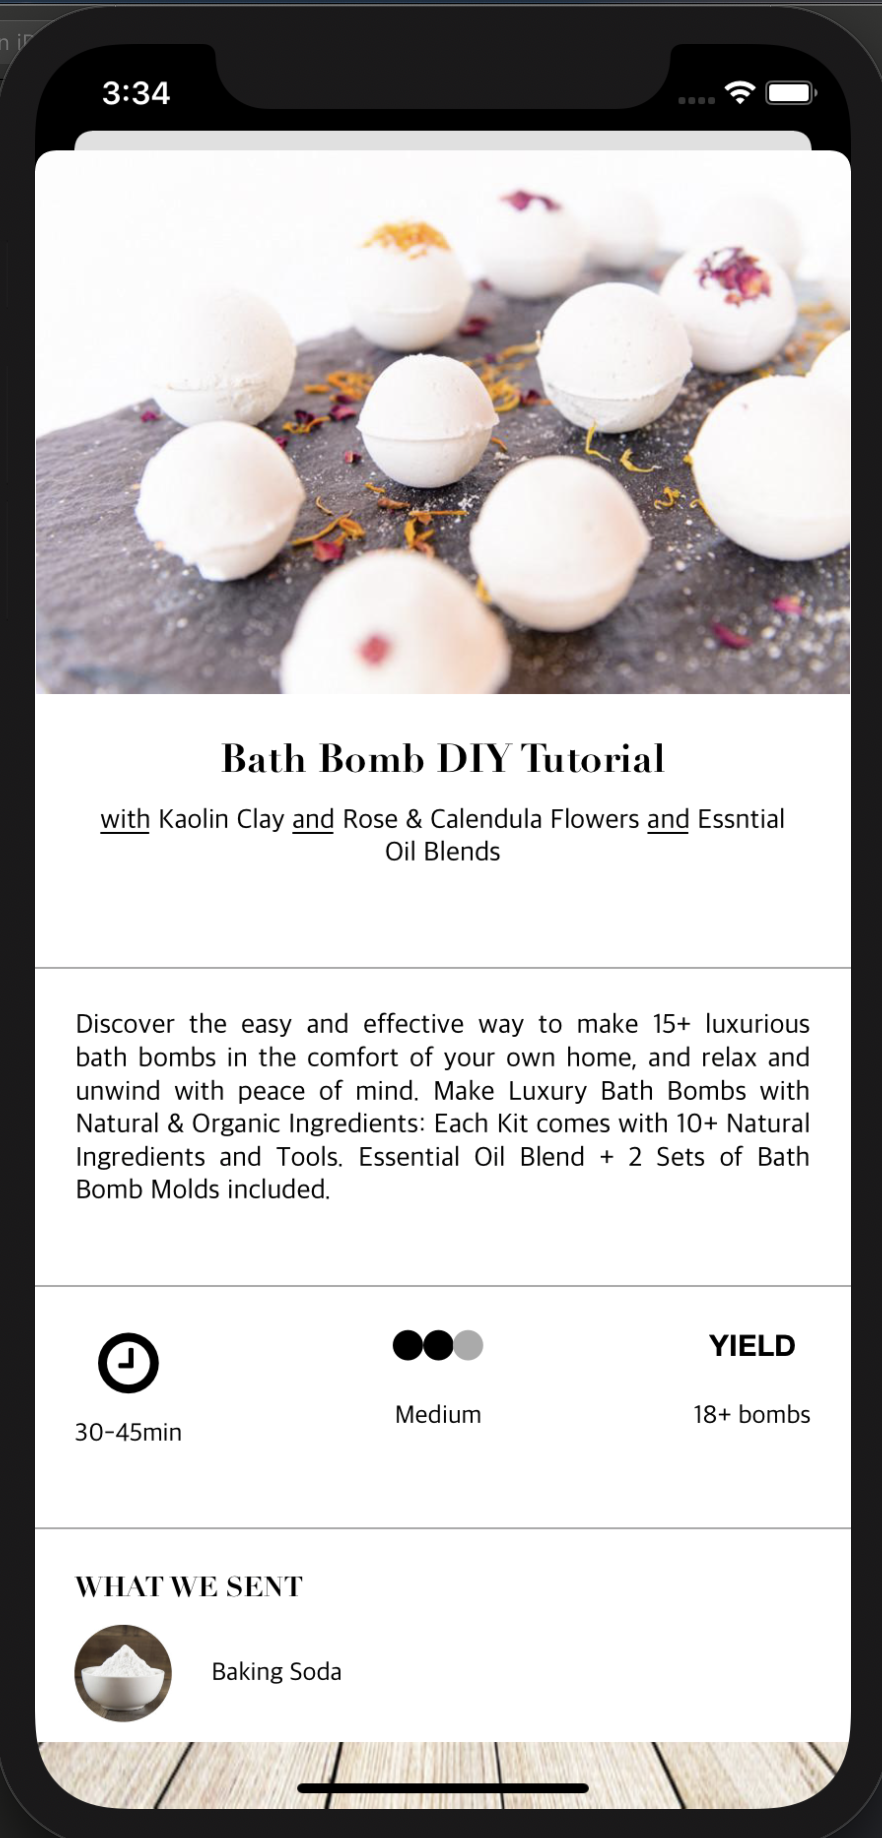 n iP
3:34
Bath Bomb DIY Tutorial
with Kaolin Clay and Rose & Calendula Flowers and Essntial
Oil Blends
Discover the easy and effective way to make 15+ luxurious
bath bombs in the comfort of your own home, and relax and
unwind with peace of mind. Make Luxury Bath Bombs with
Natural & Organic Ingredients: Each Kit comes with 10+ Natural
Ingredients and Tools. Essential Oil Blend + 2 Sets of Bath
Bomb Molds included.
30-45min
Medium
YIELD
18+ bombs
WHAT WE SENT
Baking Soda